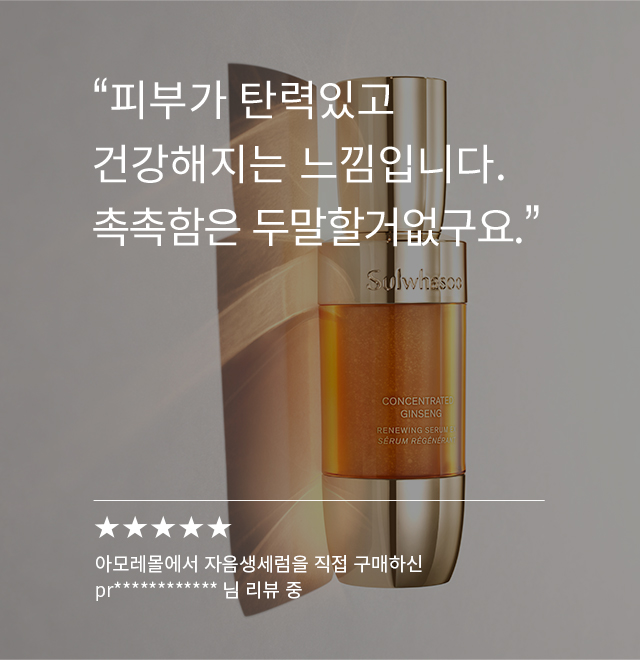 “피부가 탄력있고
건강해지는 느낌입니다.
촉촉함은 두말할거없구요.”
Sulwhasoo
CONCENTRATED
GINSENG
RENEWING SERUM
SÉRUM RÉGÉNÉRA
★★★★★
아모레몰에서 자음생세럼을 직접 구매하신
pr************ 님 리뷰 중